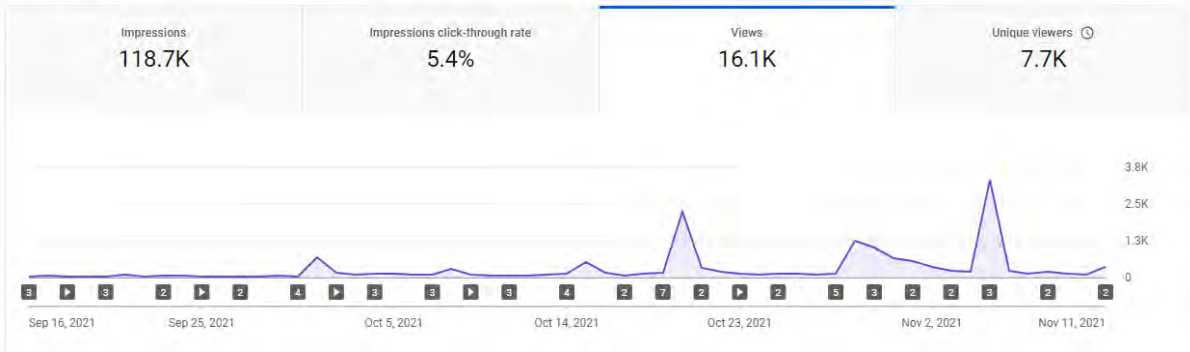 Impressions
118.7K
Impressions click-through rate
5.4%
Views
16.1K
Unique viewers
7.7K
3.8K
2.5K
1.3K
0
3 3 2 2 4 3 3 3 4 2 7 2 2 5 3 2 2 3 2 2
Sep 16, 2021 Sep 25, 2021 Oct 5, 2021 Oct 14, 2021 Oct 23, 2021 Nov 2, 2021 Nov 11, 2021